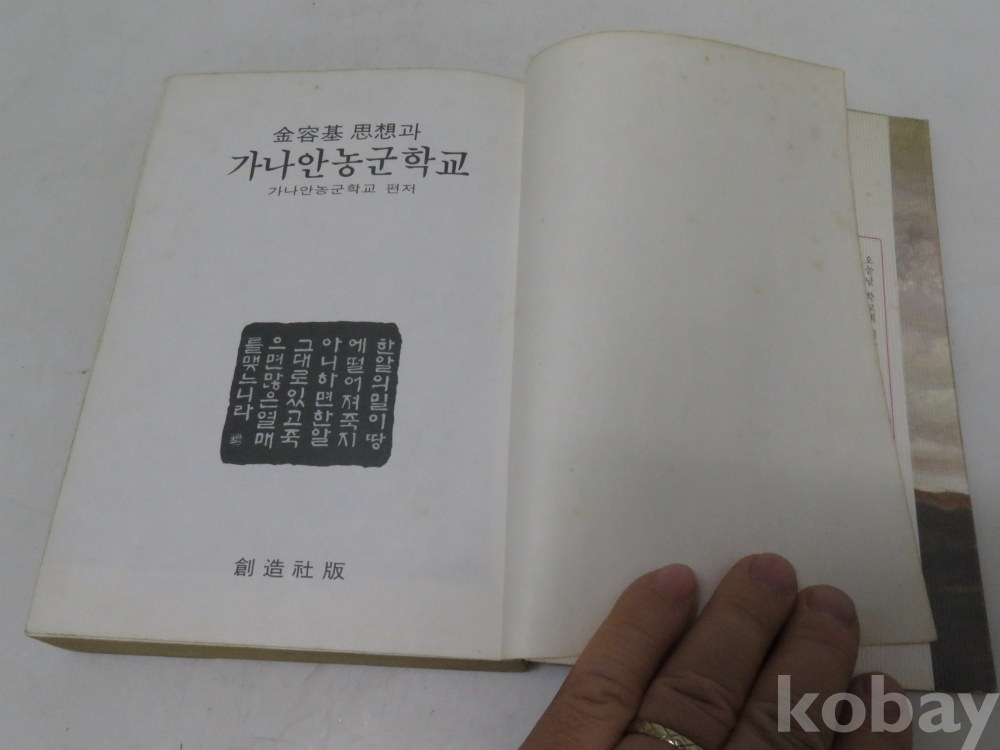 金容基 思想과
가나안농군학교
가나안농군학교 편저
한알의밀이땅
에떨어져죽지
아니하면한알
그대로있고죽
으면많은열매
를맺느니라
創造社版
오늘날
kobay